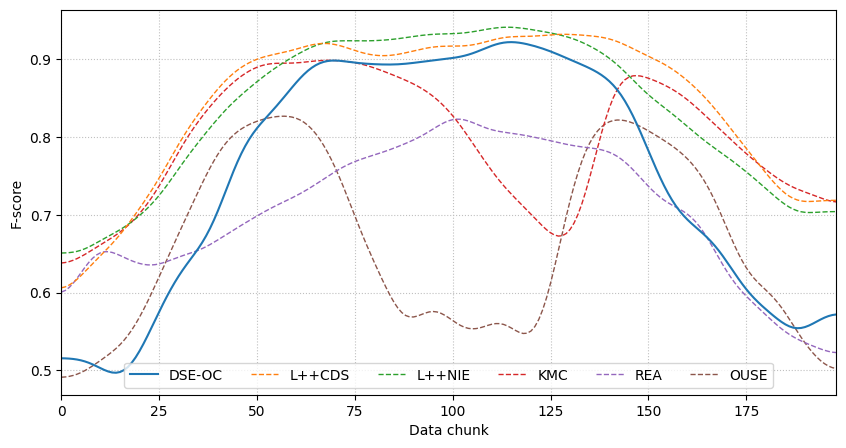 F-score
0.9
0.8
0.7
0.6
0.5
DSE-OC L++CDS L++NIE KMC REA OUSE
0 25 50 75 100 125 150 175
Data chunk